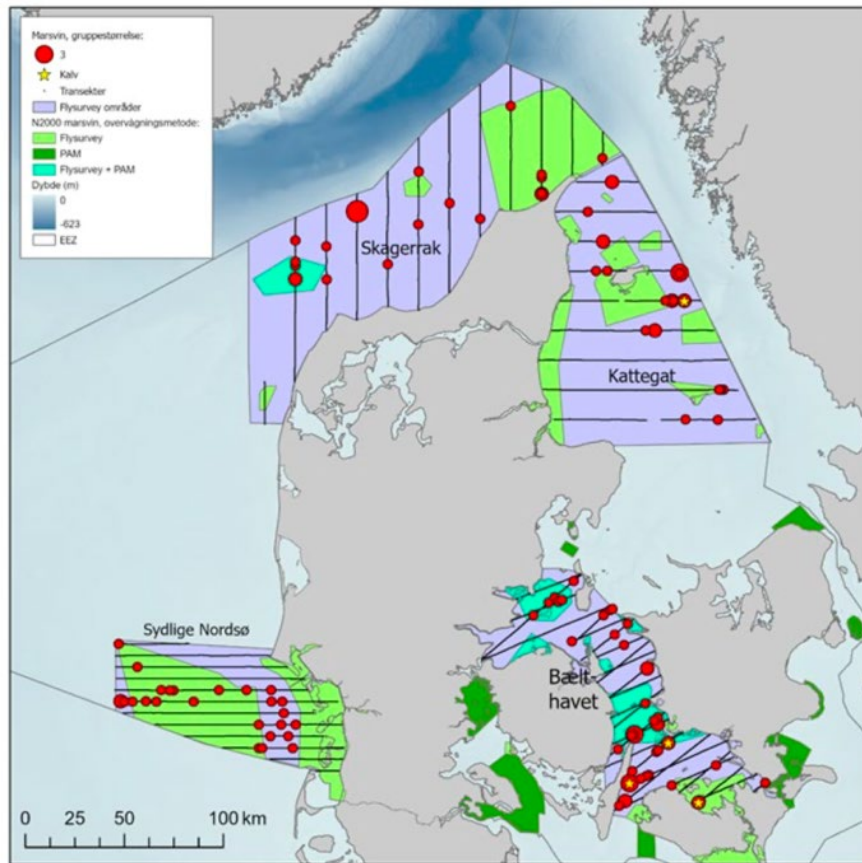 Marsvin, gruppestørrelse:
3
Kalv
Transekter
Flysurvey områder
N2000 marsvin, overvågningsmetode:
Flysurvey
PAM
Flysurvey + PAM
Dybde (m)
0
-623
EEZ
Skagerrak
Kattegat
Sydlige Nordsø
Bælt-
havet
0 25 50 100 km